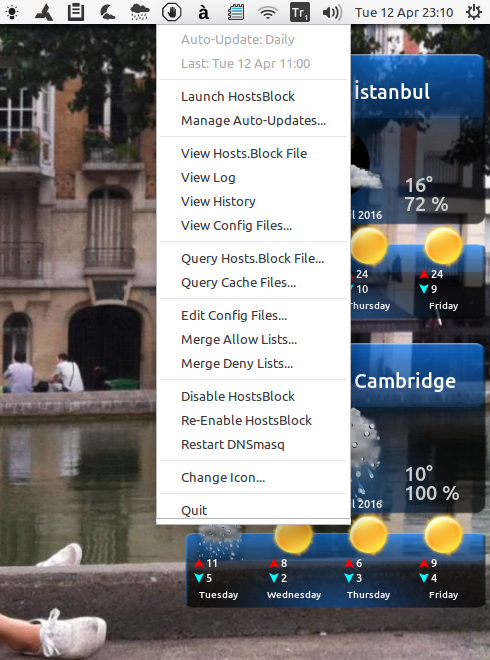 à
Tr1
Tue 12 Apr 23:10
Auto-Update: Daily
Last: Tue 12 Apr 11:00
Launch HostsBlock
Manage Auto-Updates...
View Hosts.Block File
View Log
View History
View Config Files...
Query Hosts.Block File...
Query Cache Files...
Edit Config Files...
Merge Allow Lists...
Merge Deny Lists...
Disable HostsBlock
Re-Enable HostsBlock
Restart DNSmasq
Change Icon...
Quit
İstanbul
16°
72 %
2016
24
24
10
9
Thursday
Friday
Cambridge
10°
100 %
2016
11
8
6
9
5
2
3
4
Tuesday
Wednesday
Thursday
Friday